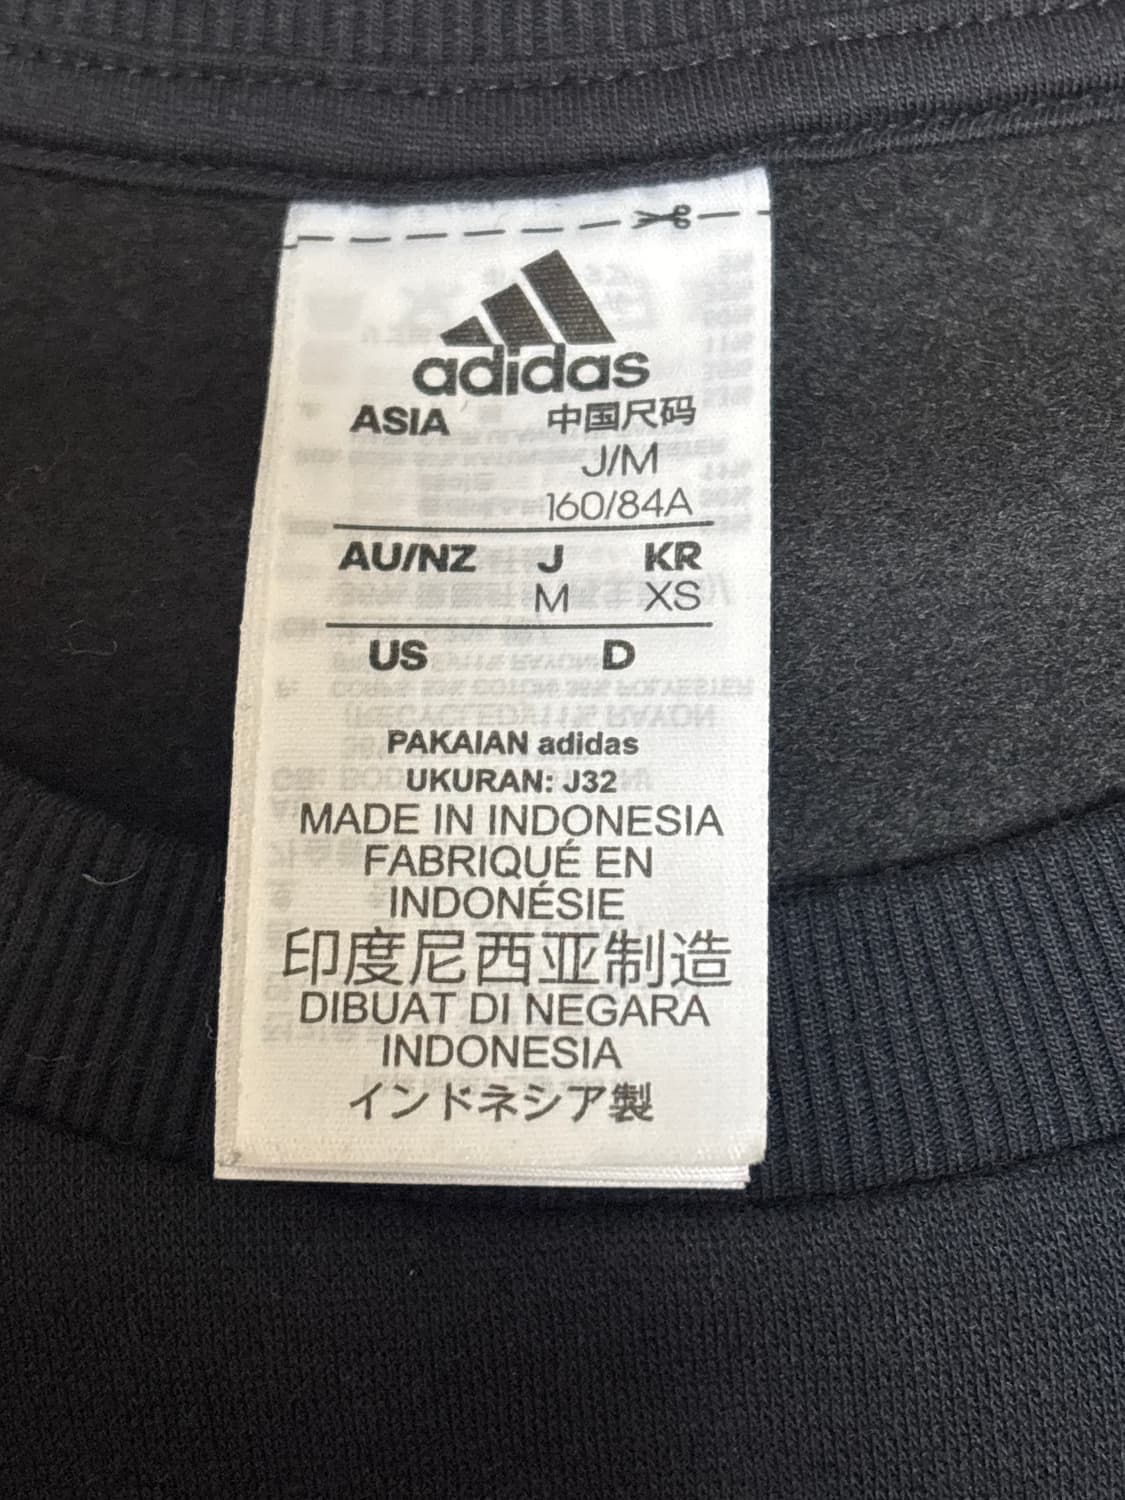 adidas
ASIA 中国尺码
J/M
160/84A
AU/NZ J KR
M XS
US D
PAKAIAN adidas
UKURAN: J32
MADE IN INDONESIA
FABRIQUÉ EN
INDONÉSIE
印度尼西亚制造
DIBUAT DI NEGARA
INDONESIA
インドネシア製